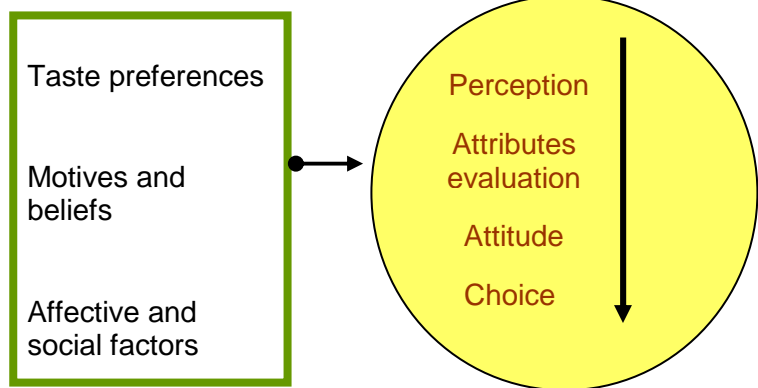 Taste preferences
Motives and
beliefs
Affective and
social factors
Perception
Attributes
evaluation
Attitude
Choice